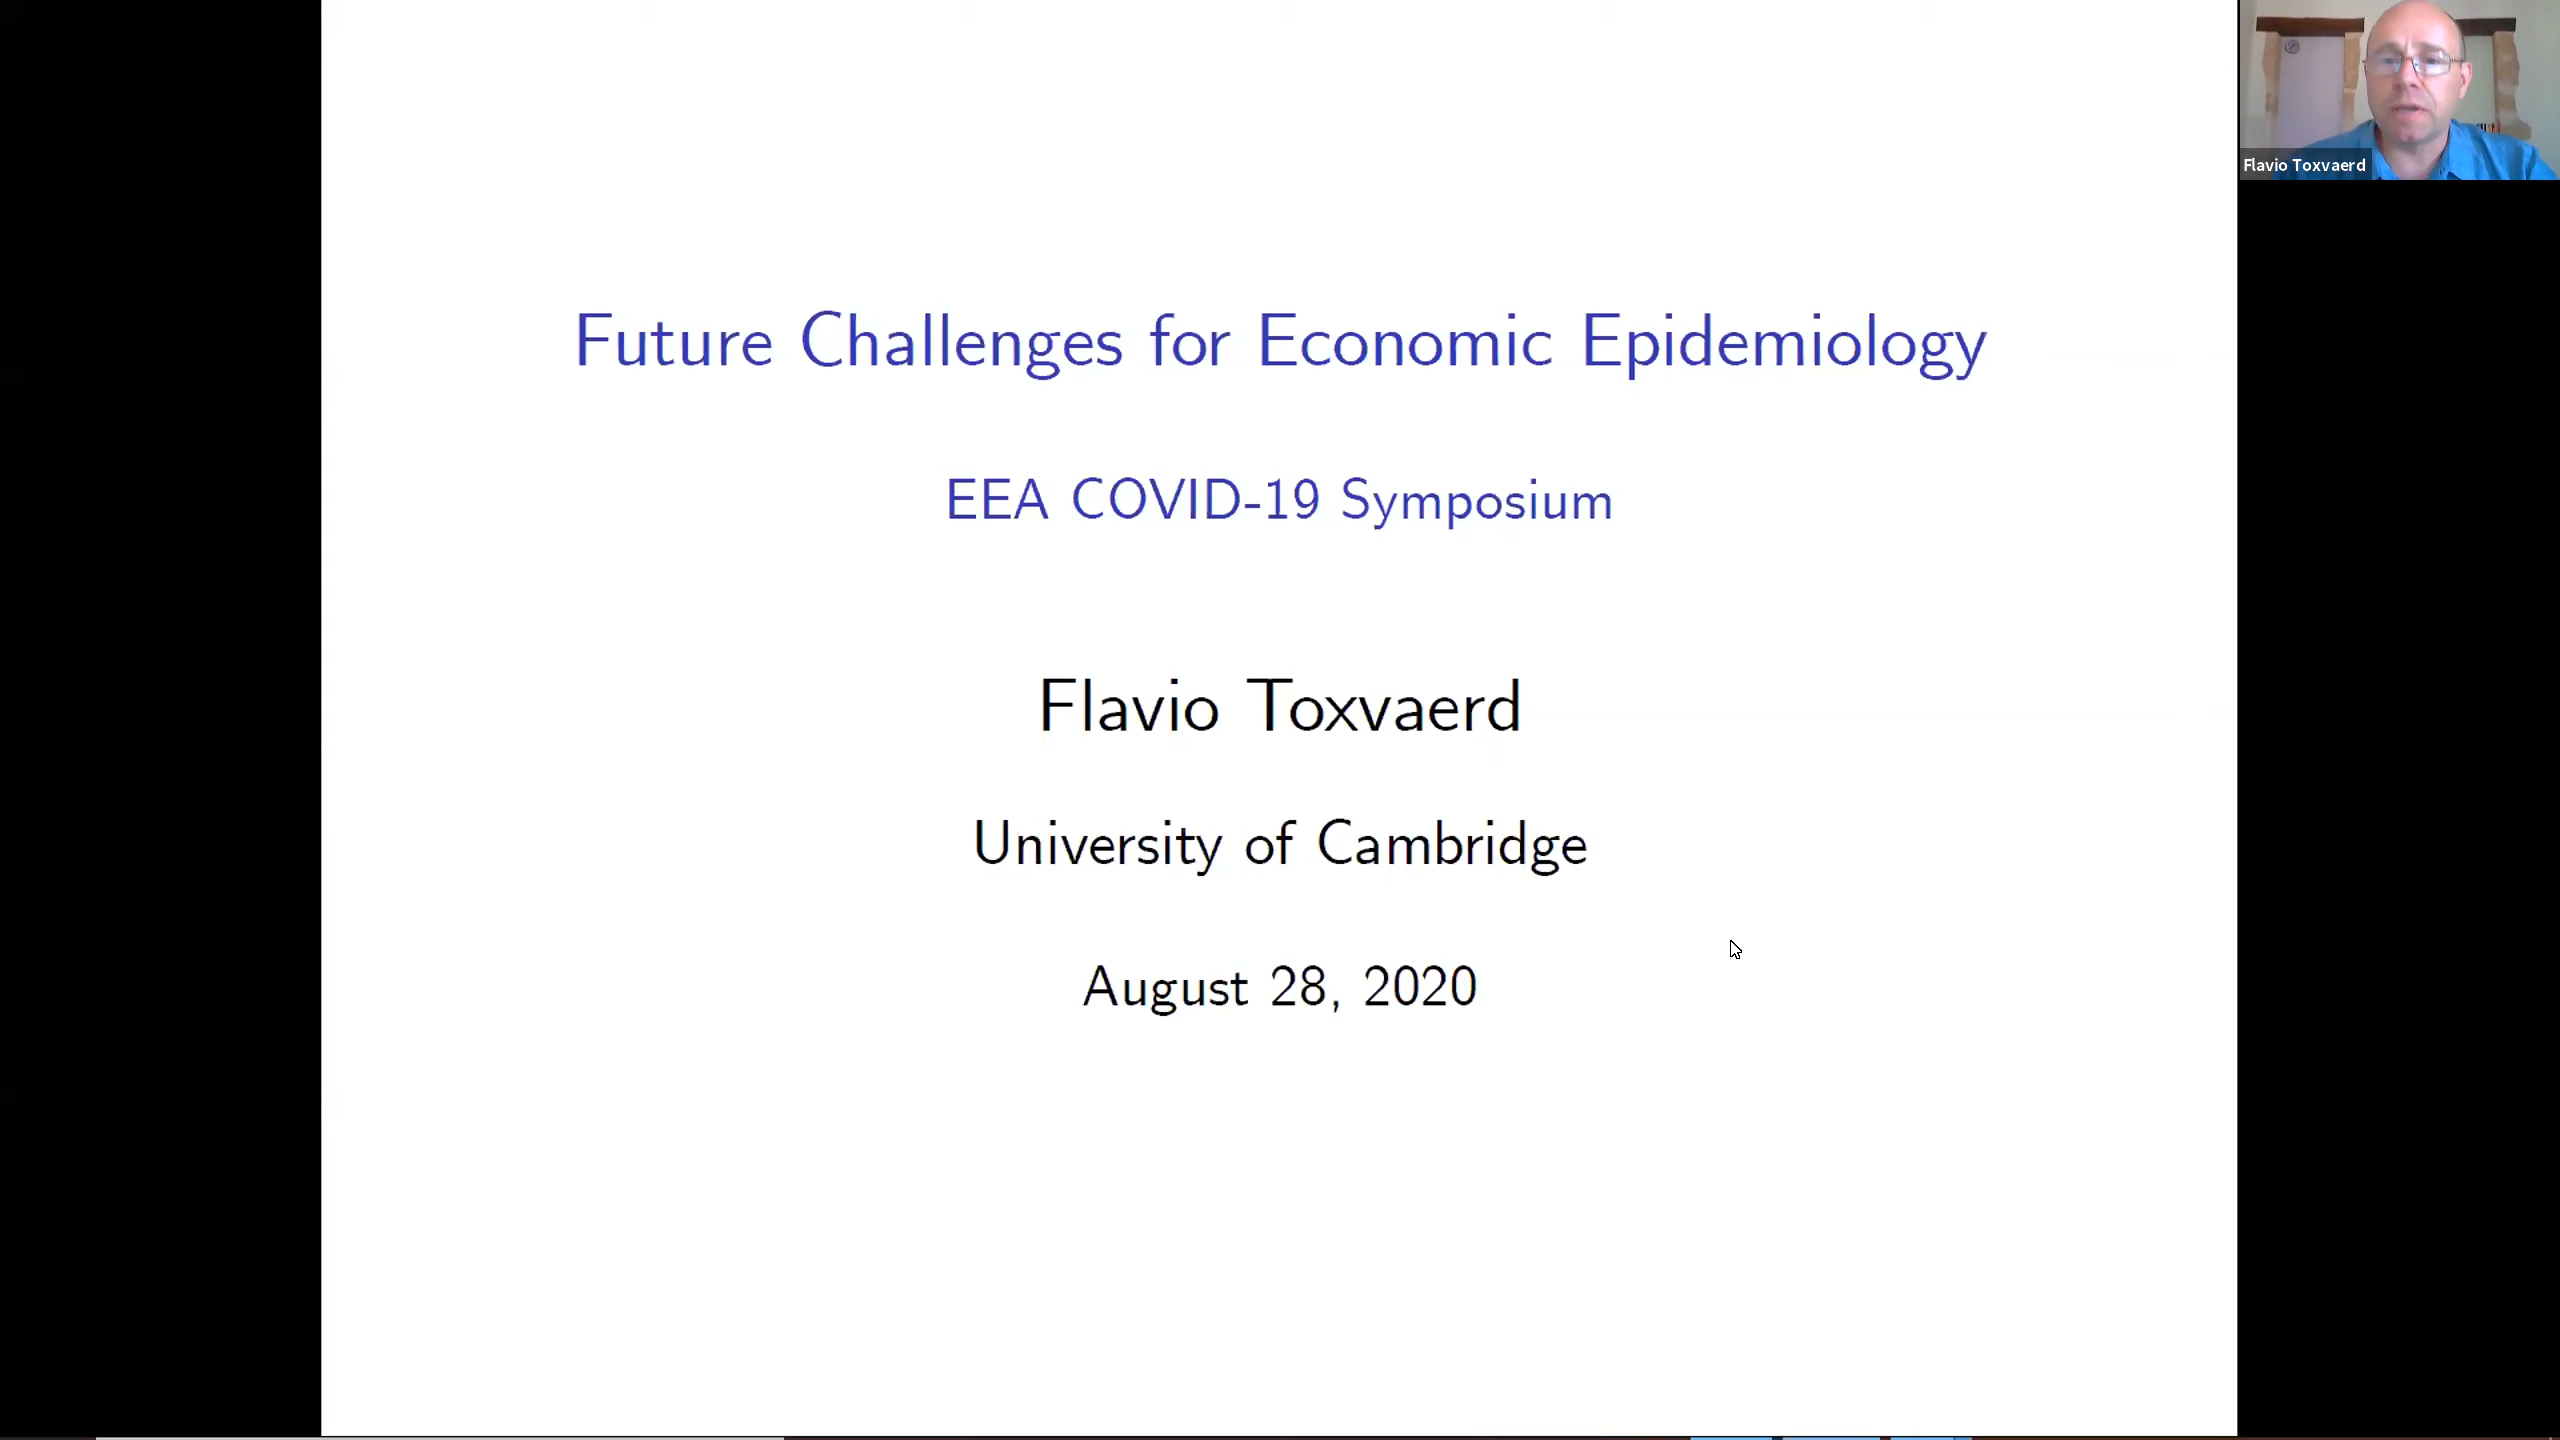 Future Challenges for Economic Epidemiology
EEA COVID-19 Symposium
Flavio Toxvaerd
University of Cambridge
August 28, 2020
Flavio Toxvaerd